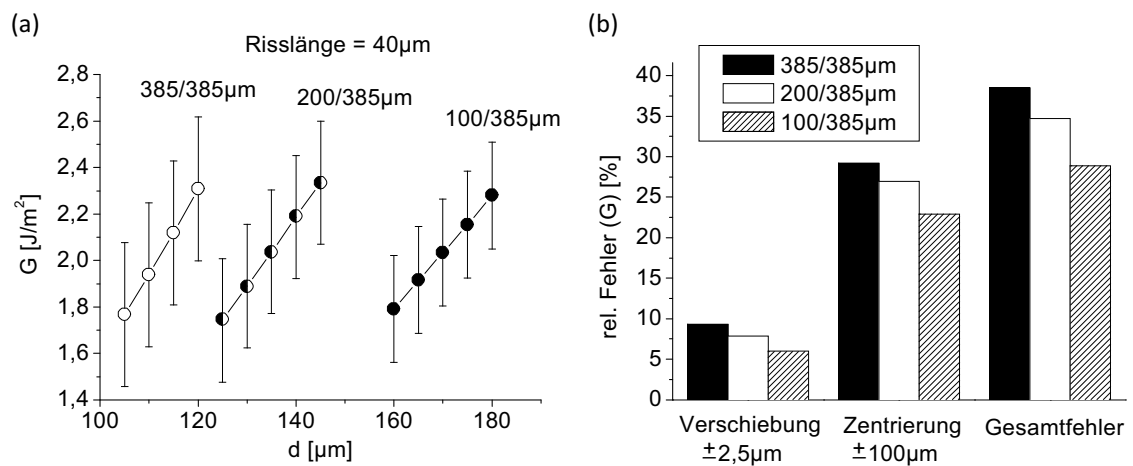 (a)
Risslänge = 40µm
2,8
2,6
2,4
2,2
2,0
1,8
1,6
1,4
G [J/m²]
385/385µm
200/385µm
100/385µm
100
120
140
160
180
d [µm]
(b)
385/385µm
200/385µm
100/385µm
40
35
30
25
20
15
10
5
0
rel. Fehler (G) [%]
Verschiebung
±2,5µm
Zentrierung
±100µm
Gesamtfehler